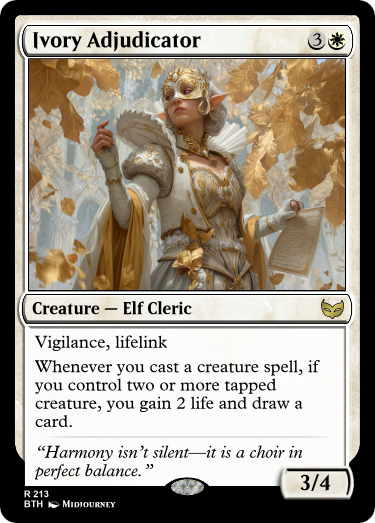 Ivory Adjudicator 3
Creature — Elf Cleric
Vigilance, lifelink
Whenever you cast a creature spell, if
you control two or more tapped
creature, you gain 2 life and draw a
card.
“Harmony isn’t silent—it is a choir in
perfect balance.”
3/4
R 213
BTH Midjourney